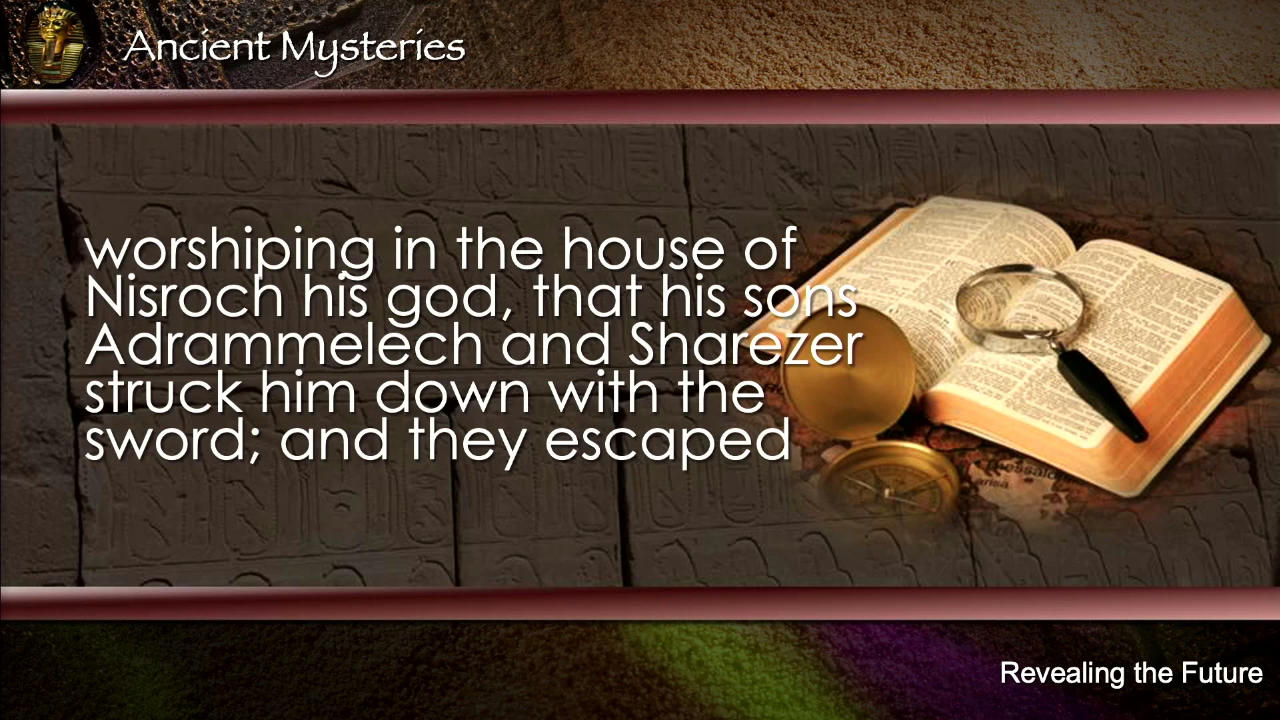 Ancient Mysteries
worshiping in the house of
Nisroch his god, that his sons
Adrammelech and Sharezer
struck him down with the
sword; and they escaped
Revealing the Future